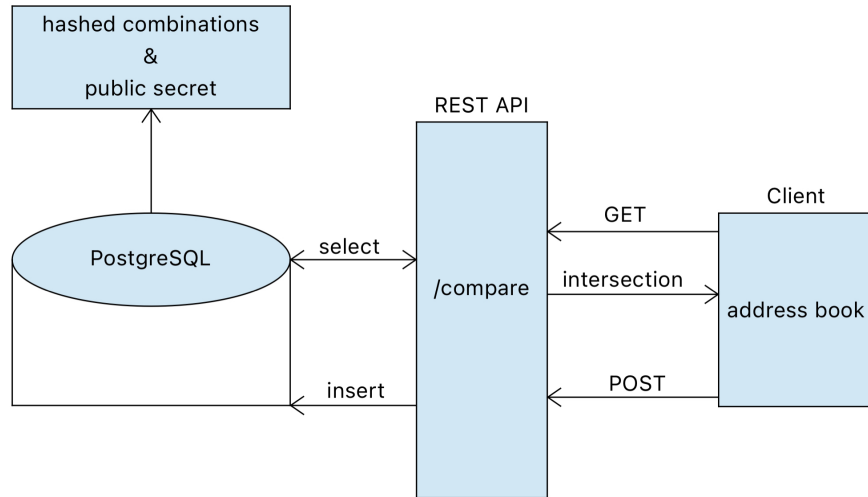 hashed combinations
&
public secret
REST API
Client
GET
PostgreSQL
select
/compare
intersection
address book
POST
insert